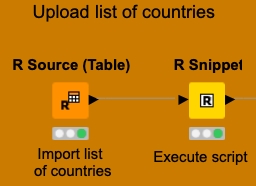 Upload list of countries
R Source (Table)
R Snippet
R
R
Import list
of countries
Execute script